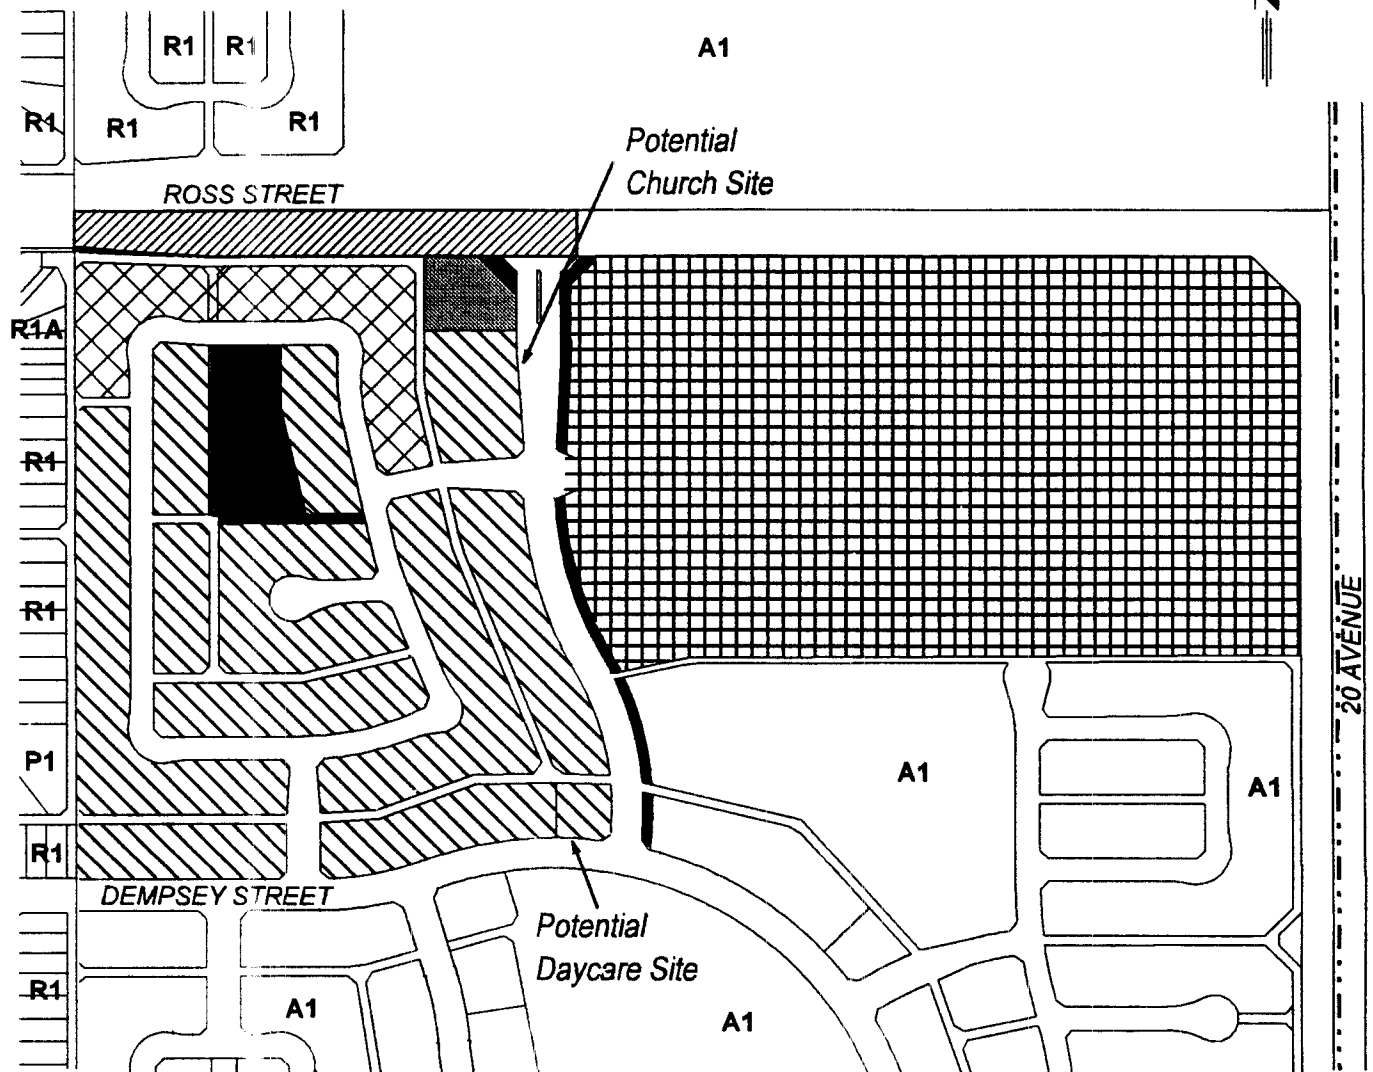 R1
R1
A1
R1
R1
R1
Potential
Church Site
ROSS STREET
R1A
R1
R1
20 AVENUE
P1
A1
A1
R1
DEMPSEY STREET
Potential
Daycare Site
R1
A1
A1